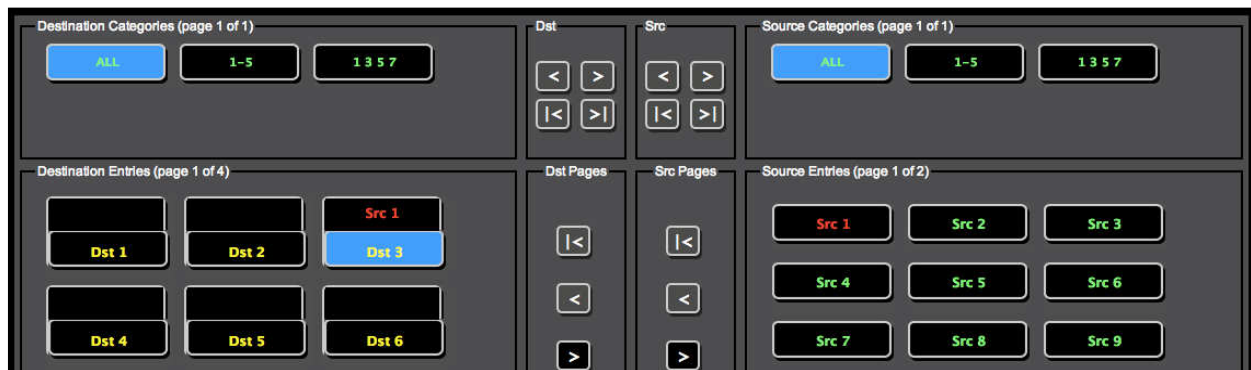 Destination Categories (page 1 of 1)
Dst
Src
Source Categories (page 1 of 1)
ALL
1-5
1 3 5 7
<
>
<
>
ALL
1-5
1 3 5 7
|<
>|
|<
>|
Destination Entries (page 1 of 4)
Dst Pages
Src Pages
Source Entries (page 1 of 2)
Src 1
Dst 1
Dst 2
Dst 3
|<
|<
Src 1
Src 2
Src 3
<
<
Src 4
Src 5
Src 6
Dst 4
Dst 5
Dst 6
>
>
Src 7
Src 8
Src 9